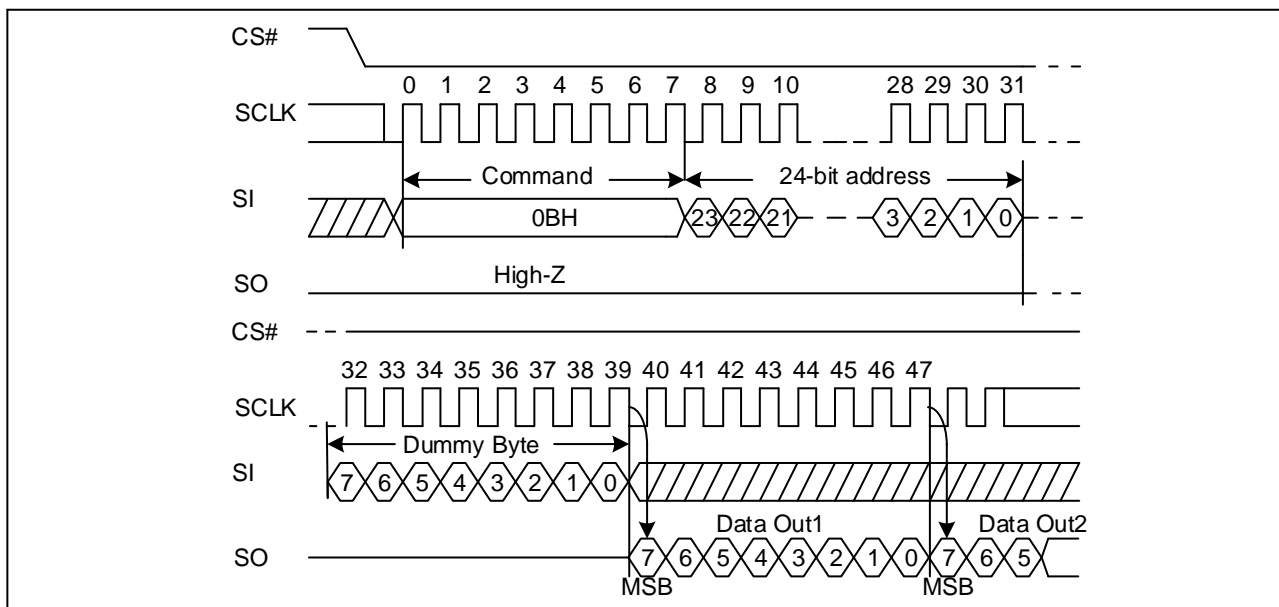 CS#
0 1 2 3 4 5 6 7 8 9 10 28 29 30 31
SCLK
Command 24-bit address
SI
0BH 23 22 21 3 2 1 0
High-Z
SO
CS#
32 33 34 35 36 37 38 39 40 41 42 43 44 45 46 47
SCLK
Dummy Byte
SI
7 6 5 4 3 2 1 0
Data Out1 Data Out2
SO
7 6 5 4 3 2 1 0 7 6 5
MSB MSB